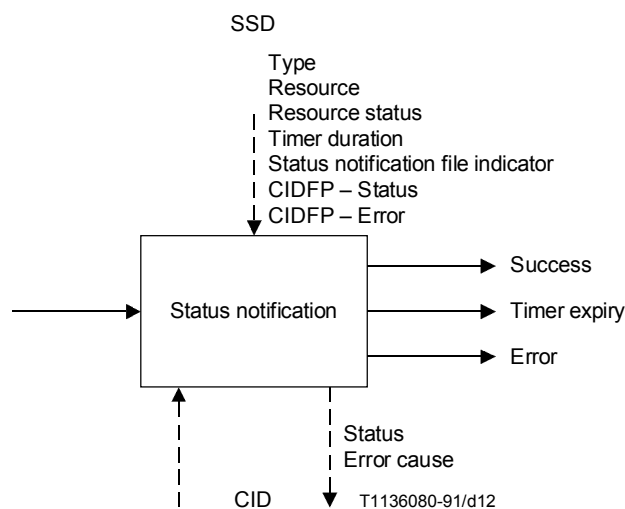 SSD
Type
Resource
Resource status
Timer duration
Status notification file indicator
CIDFP – Status
CIDFP – Error
Status notification
Success
Timer expiry
Error
Status
Error cause
CID
T1136080-91/d12